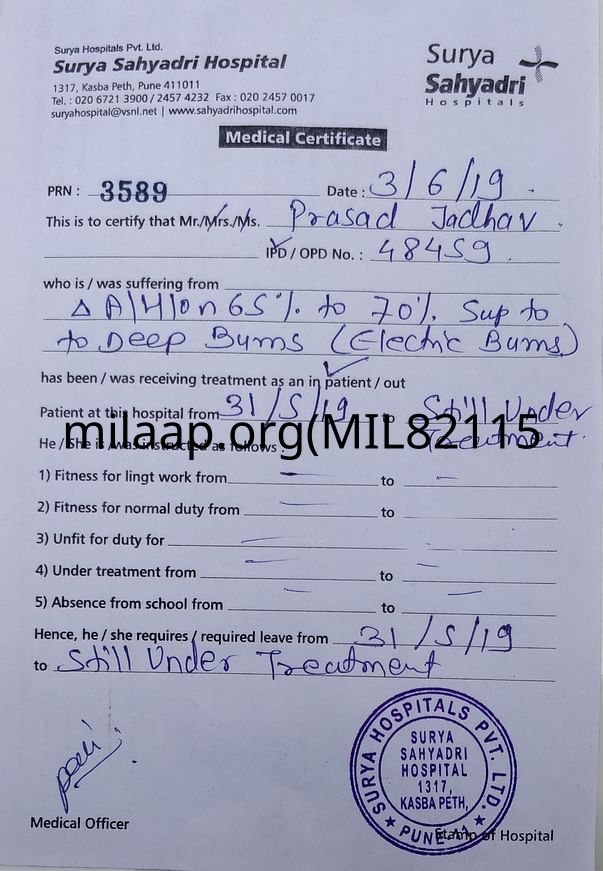 Surya Hospitals Pvt. Ltd.
Surya Sahyadri Hospital
1317, Kasba Peth, Pune 411011
Tel. : 020 6721 3900 / 2457 4232 Fax : 020 2457 0017
suryahospital@vsnl.net | www.sahyadrihospital.com
Surya
Sahyadri
Hospitals
Medical Certificate
PRN : 3589 Date : 3/6/19
This is to certify that Mr./Mrs./Ms. Prasad Jadhav
IPD / OPD No. : 48459
who is / was suffering from
Δ A/H/O n 65% to 70% Sup to
to Deep Burns (Electric Burns)
has been / was receiving treatment as an in patient / out
Patient at this hospital from 31/5/19 to Still Under
Treatment
milaap.org(MIL82115
He / She is / was instructed as follows
1) Fitness for lingt work from to
2) Fitness for normal duty from to
3) Unfit for duty for
4) Under treatment from to
5) Absence from school from to
Hence, he / she requires / required leave from 31/5/19
to Still Under Treatment
SURYA HOSPITALS PVT. LTD.
SURYA
SAHYADRI
HOSPITAL
1317,
KASBA PETH,
PUNE-11
Medical Officer
Stamp of Hospital